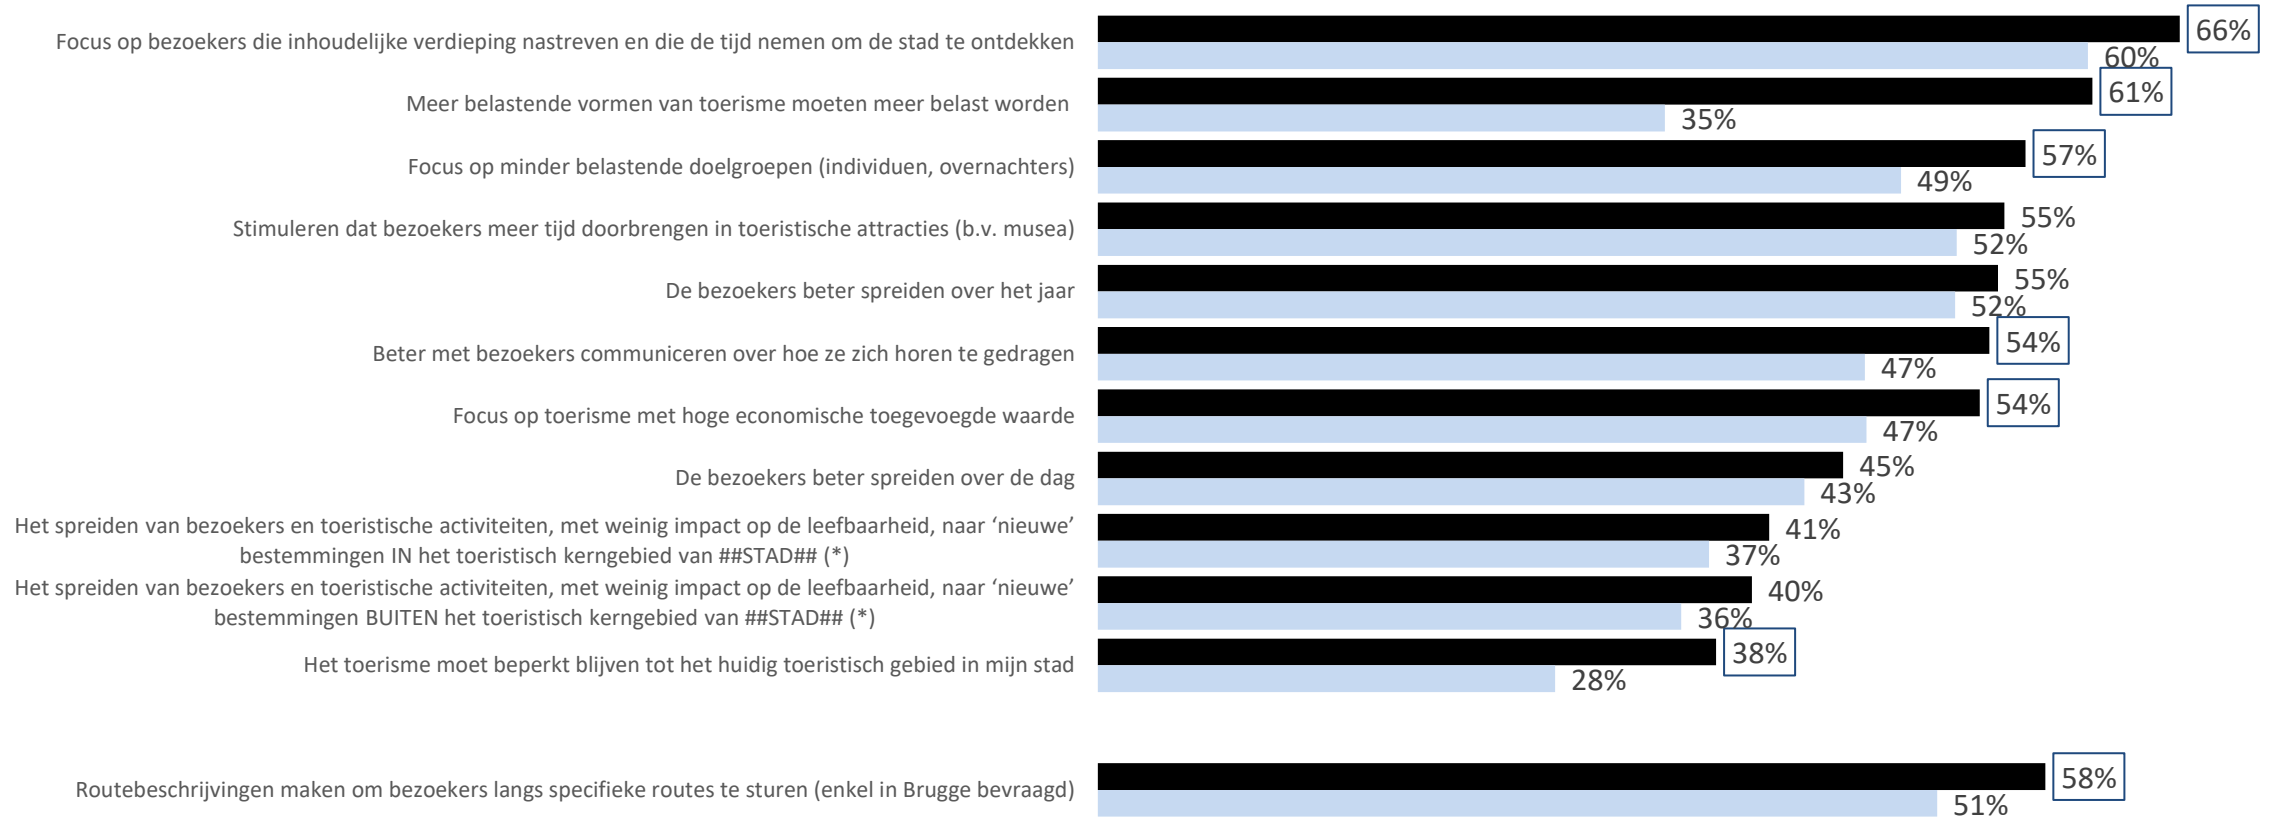 Focus op bezoekers die inhoudelijke verdieping nastreven en die de tijd nemen om de stad te ontdekken
66%
60%
Meer belastende vormen van toerisme moeten meer belast worden
61%
35%
Focus op minder belastende doelgroepen (individuen, overnachters)
57%
49%
Stimuleren dat bezoekers meer tijd doorbrengen in toeristische attracties (b.v. musea)
55%
52%
De bezoekers beter spreiden over het jaar
55%
52%
Beter met bezoekers communiceren over hoe ze zich horen te gedragen
54%
47%
Focus op toerisme met hoge economische toegevoegde waarde
54%
47%
De bezoekers beter spreiden over de dag
45%
43%
Het spreiden van bezoekers en toeristische activiteiten, met weinig impact op de leefbaarheid, naar ‘nieuwe’
bestemmingen IN het toeristisch kerngebied van ##STAD## (*)
41%
37%
Het spreiden van bezoekers en toeristische activiteiten, met weinig impact op de leefbaarheid, naar ‘nieuwe’
bestemmingen BUITEN het toeristisch kerngebied van ##STAD## (*)
40%
36%
Het toerisme moet beperkt blijven tot het huidig toeristisch gebied in mijn stad
38%
28%
Routebeschrijvingen maken om bezoekers langs specifieke routes te sturen (enkel in Brugge bevraagd)
58%
51%